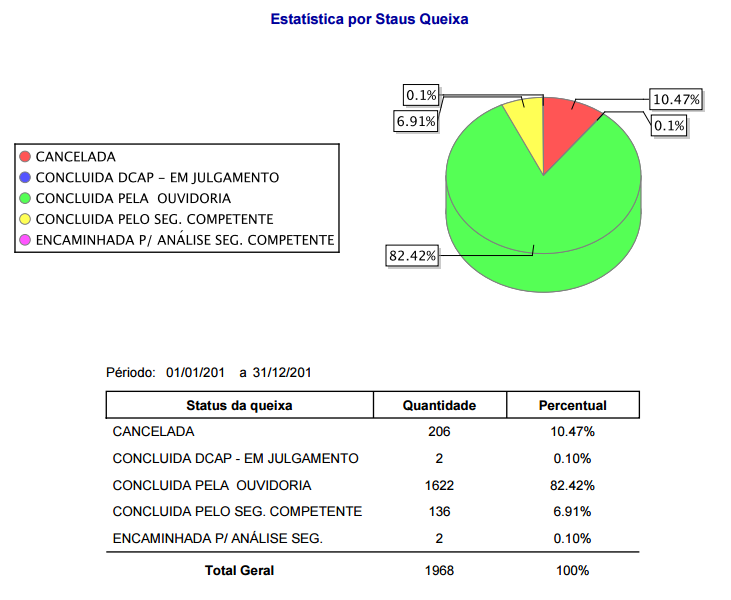 Estatística por Staus Queixa
0.1%
6.91%
10.47%
0.1%
82.42%
CANCELADA
CONCLUIDA DCAP - EM JULGAMENTO
CONCLUIDA PELA  OUVIDORIA
CONCLUIDA PELO SEG. COMPETENTE
ENCAMINHADA P/ ANÁLISE SEG. COMPETENTE
Périodo: 01/01/201 a 31/12/201
Status da queixa Quantidade Percentual
CANCELADA 206 10.47%
CONCLUIDA DCAP - EM JULGAMENTO 2 0.10%
CONCLUIDA PELA  OUVIDORIA 1622 82.42%
CONCLUIDA PELO SEG. COMPETENTE 136 6.91%
ENCAMINHADA P/ ANÁLISE SEG. 2 0.10%
Total Geral 1968 100%